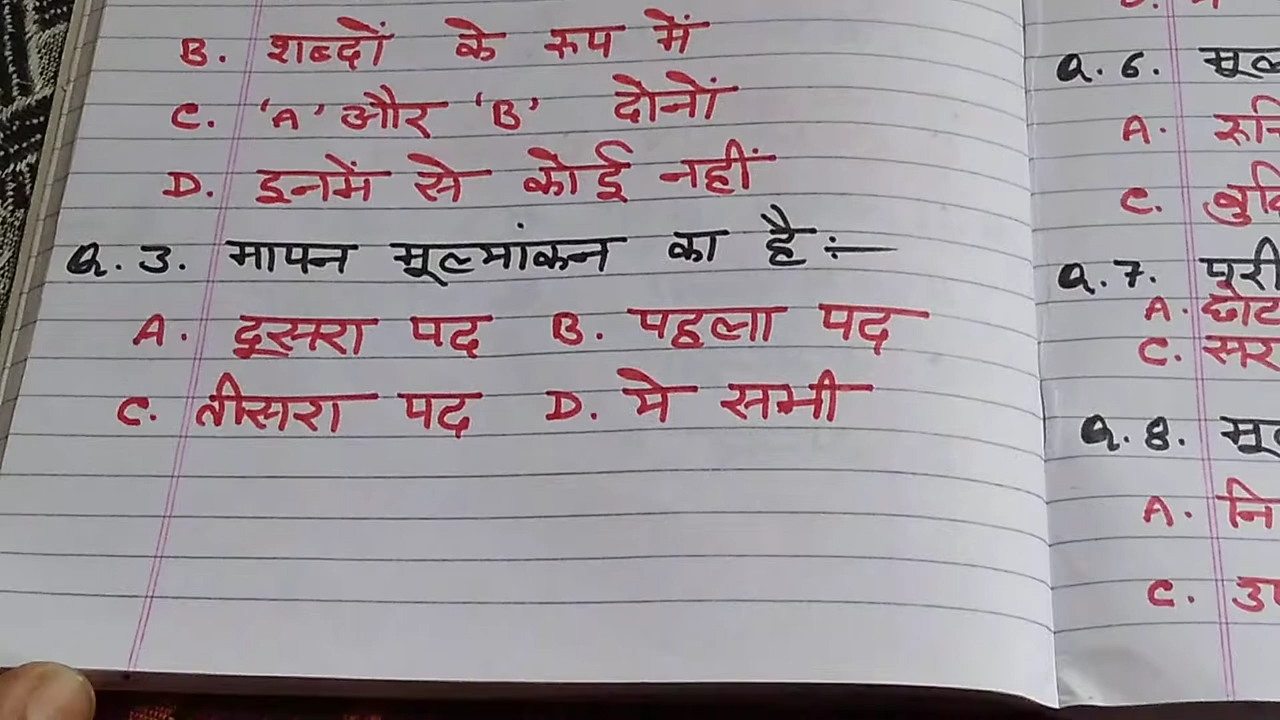 B. शब्दों के रूप में
C. 'A' और 'B' दोनों
D. इनमें से कोई नहीं
Q.3. मापन मूल्यांकन का है:—
A. दूसरा पद B. पहला पद
C. तीसरा पद D. ये सभी
Q.6.
A.
C.
Q.7. पूरी
A.
C.
Q.8.
A.
C.